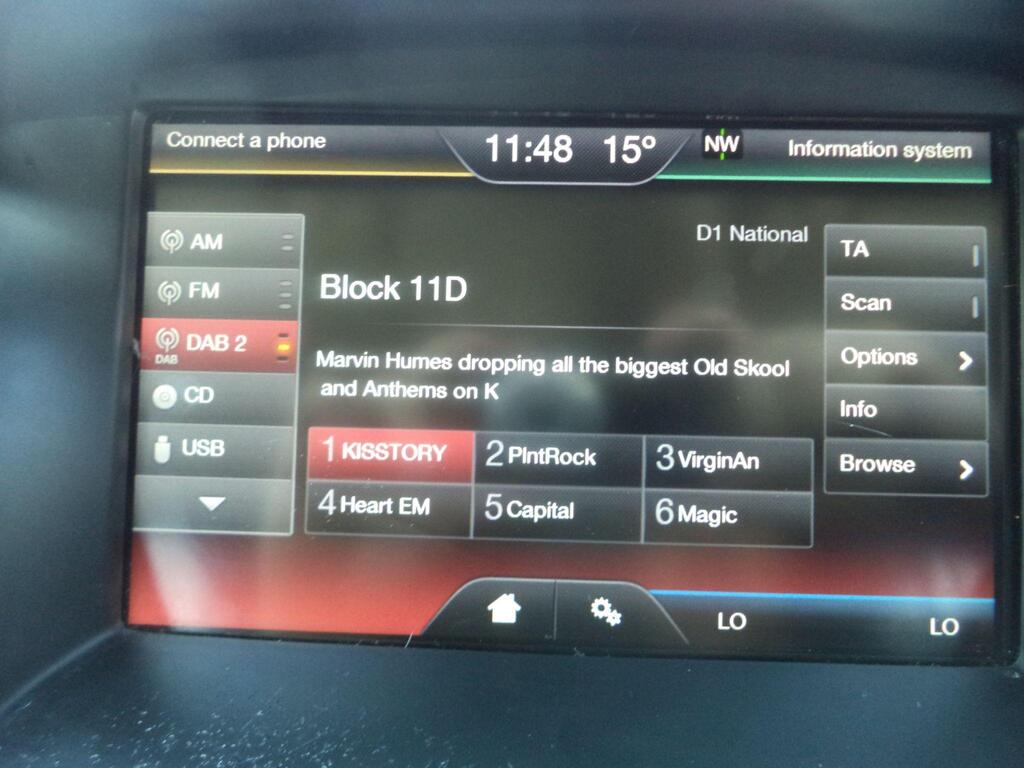 Connect a phone
11:48 15°
NW
Information system
AM
FM
DAB 2
DAB
CD
USB
D1 National
Block 11D
Marvin Humes dropping all the biggest Old Skool
and Anthems on K
1 KISSTORY
2 PlntRock
3 VirginAn
4 Heart EM
5 Capital
6 Magic
TA
Scan
Options
Info
Browse
LO
LO